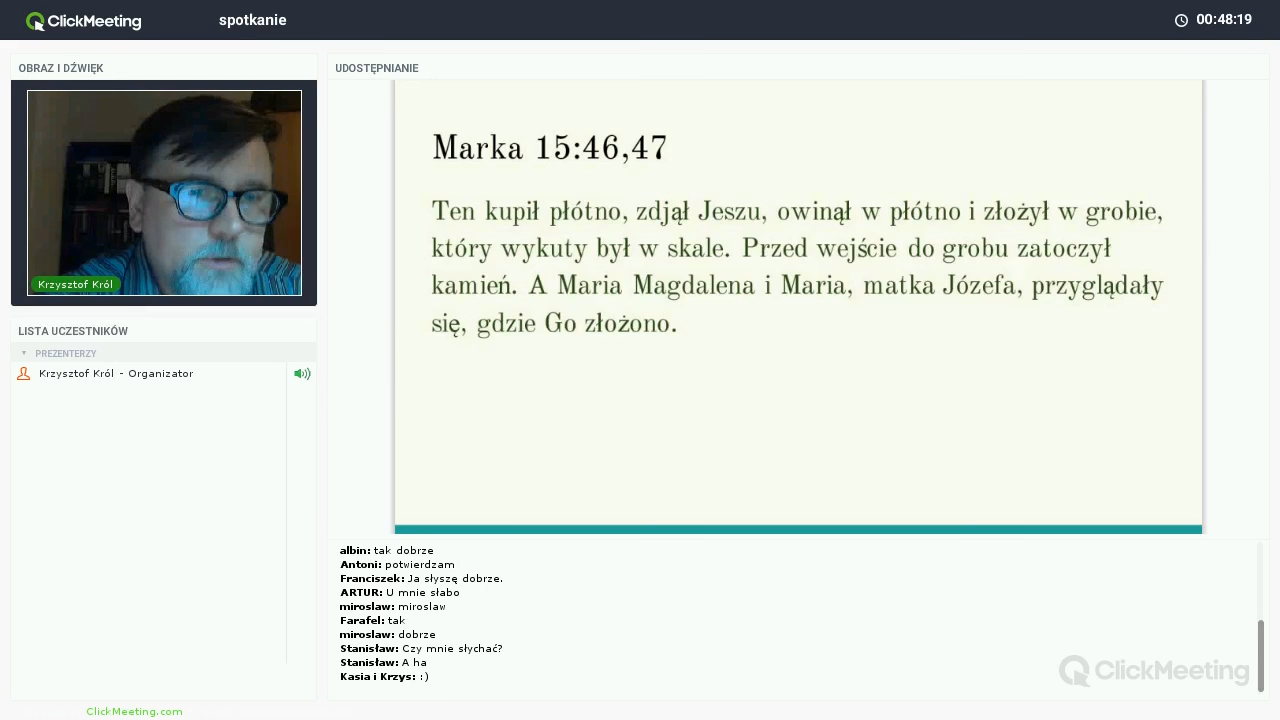 ClickMeeting
spotkanie
00:48:19
OBRAZ I DŹWIĘK
Krzysztof Król
LISTA UCZESTNIKÓW
PREZENTERZY
Krzysztof Król - Organizator
ClickMeeting.com
UDOSTĘPNIANIE
Marka 15:46,47
Ten kupił płótno, zdjął Jeszu, owinął w płótno i złożył w grobie,
który wykuty był w skale. Przed wejście do grobu zatoczył
kamień. A Maria Magdalena i Maria, matka Józefa, przyglądały
się, gdzie Go złożono.
albin: tak dobrze
Antoni: potwierdzam
Franciszek: Ja słyszę dobrze.
ARTUR: U mnie słabo
miroslaw: miroslaw
Farafel: tak
miroslaw: dobrze
Stanisław: Czy mnie słychać?
Stanisław: A ha
Kasia i Krzys: :)
ClickMeeting